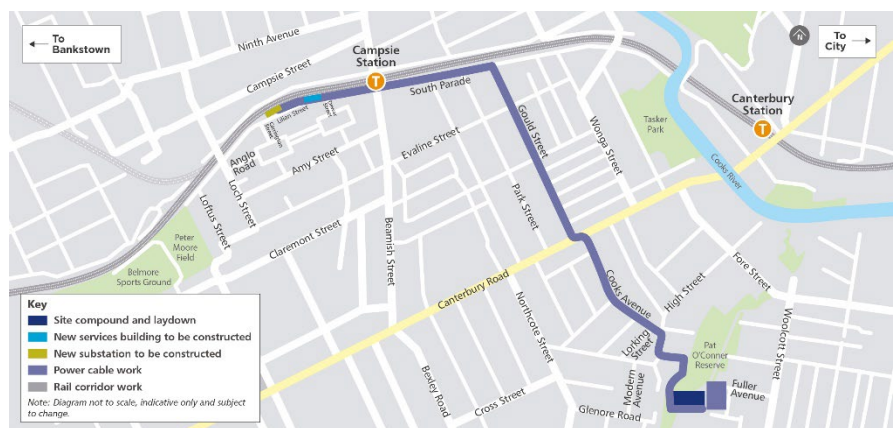 To
Bankstown
N
To
City
Ninth Avenue
Campsie
Station
T
Campsie Street
South Parade
Canterbury
Station
T
Lilian Street
Tasker
Park
Wonga Street
Gould Street
Cooks River
Evaline Street
Anglo
Road
Amy Street
Loch Street
Loftus Street
Park Street
Peter
Moore
Field
Claremont Street
Beamish Street
Belmore
Sports Ground
Canterbury Road
Fore Street
High Street
Cooks Avenue
Woolcott Street
Northcote Street
Lorking
Street
Pat
O'Conner
Reserve
Bexley Road
Modern
Avenue
Fuller
Avenue
Cross Street
Glenore Road
Key
Site compound and laydown
New services building to be constructed
New substation to be constructed
Power cable work
Rail corridor work
Note: Diagram not to scale, indicative only and subject
to change.